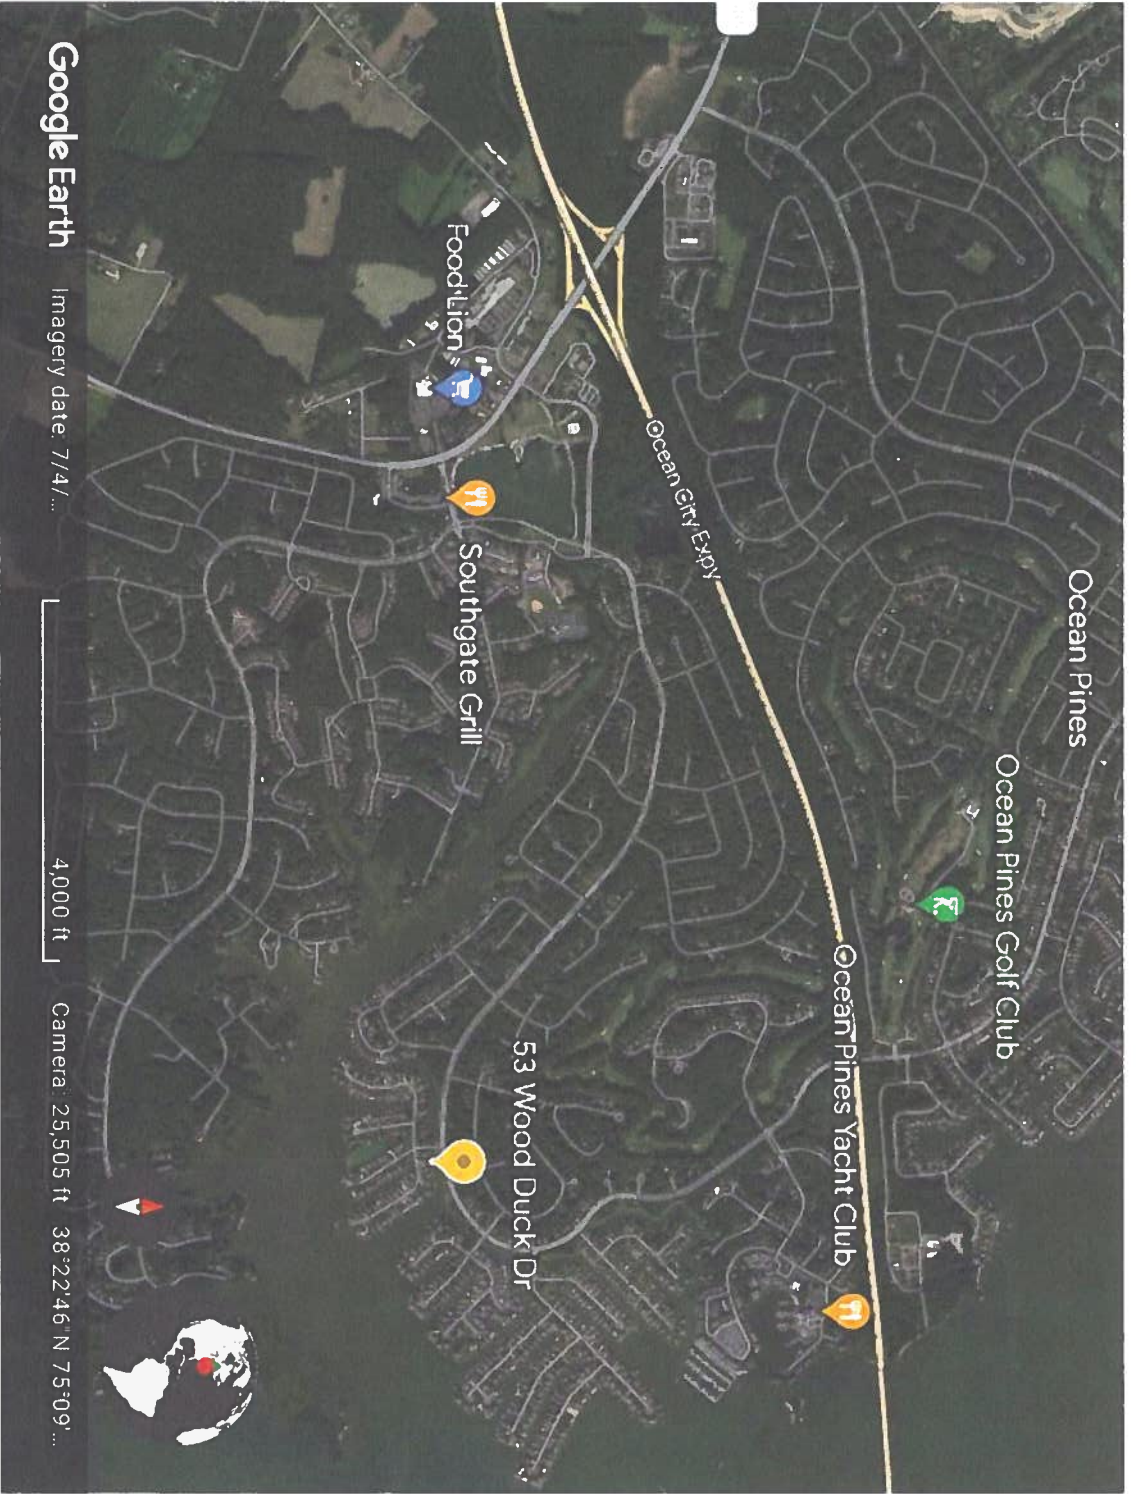 Ocean Pines
Ocean Pines Golf Club
Ocean City Expy
Ocean Pines Yacht Club
53 Wood Duck Dr
Food Lion
Southgate Grill
Google Earth
Imagery date: 7/4/...
4,000 ft
Camera: 25,505 ft
38°22'46"N 75°09'...